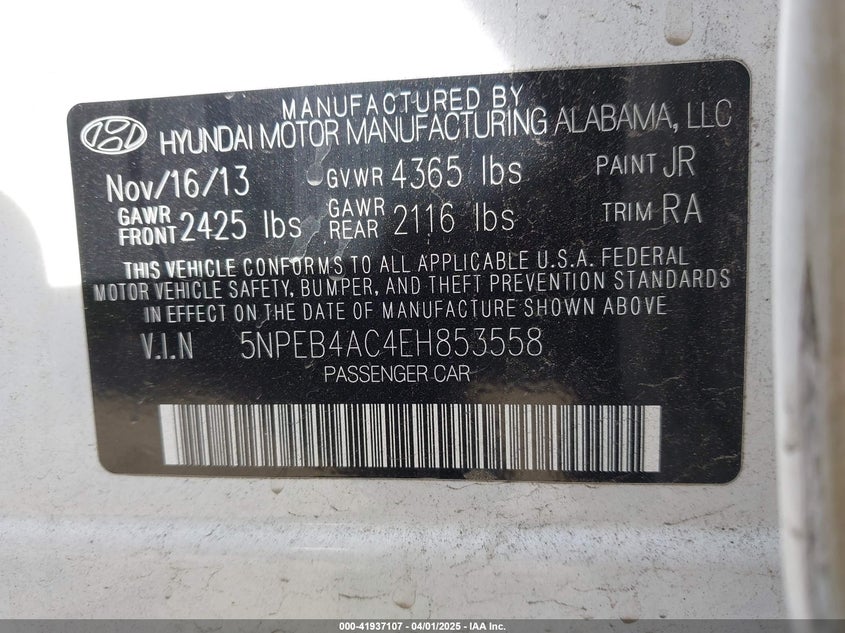 MANUFACTURED BY
HYUNDAI MOTOR MANUFACTURING ALABAMA, LLC
Nov/16/13 GVWR 4365 lbs PAINT JR
GAWR FRONT 2425 lbs GAWR REAR 2116 lbs TRIM RA
THIS VEHICLE CONFORMS TO ALL APPLICABLE U.S.A. FEDERAL
MOTOR VEHICLE SAFETY, BUMPER, AND THEFT PREVENTION STANDARDS
IN EFFECT ON THE DATE OF MANUFACTURE SHOWN ABOVE
V.I.N 5NPEB4AC4EH853558
PASSENGER CAR
000-41937107 - 04/01/2025 - IAA Inc.